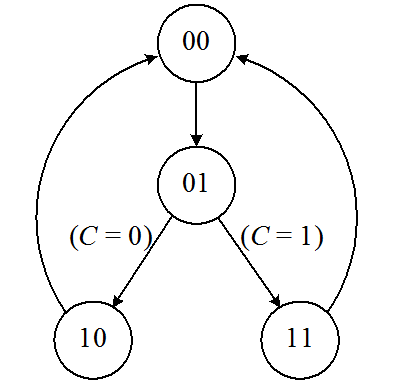 00
01
(C = 0)
(C = 1)
10
11